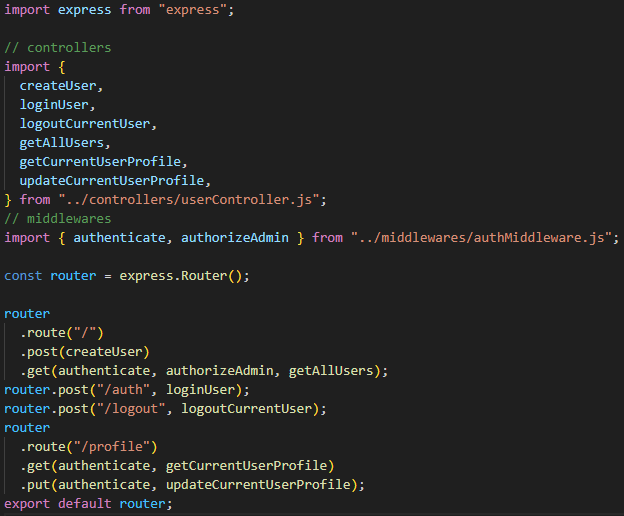 import express from "express";

// controllers
import {
  createUser,
  loginUser,
  logoutCurrentUser,
  getAllUsers,
  getCurrentUserProfile,
  updateCurrentUserProfile,
} from "../controllers/userController.js";
// middlewares
import { authenticate, authorizeAdmin } from "../middlewares/authMiddleware.js";

const router = express.Router();

router
  .route("/")
  .post(createUser)
  .get(authenticate, authorizeAdmin, getAllUsers);
router.post("/auth", loginUser);
router.post("/logout", logoutCurrentUser);
router
  .route("/profile")
  .get(authenticate, getCurrentUserProfile)
  .put(authenticate, updateCurrentUserProfile);
export default router;